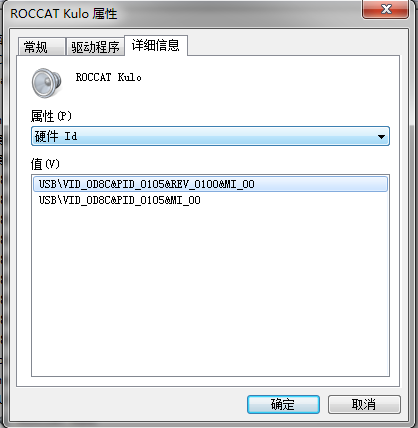 ROCCAT Kulo 属性
常规 驱动程序 详细信息
ROCCAT Kulo
属性(P)
硬件 Id
值(V)
USB\VID_0D8C&PID_0105&REV_0100&MI_00
USB\VID_0D8C&PID_0105&MI_00
确定 取消